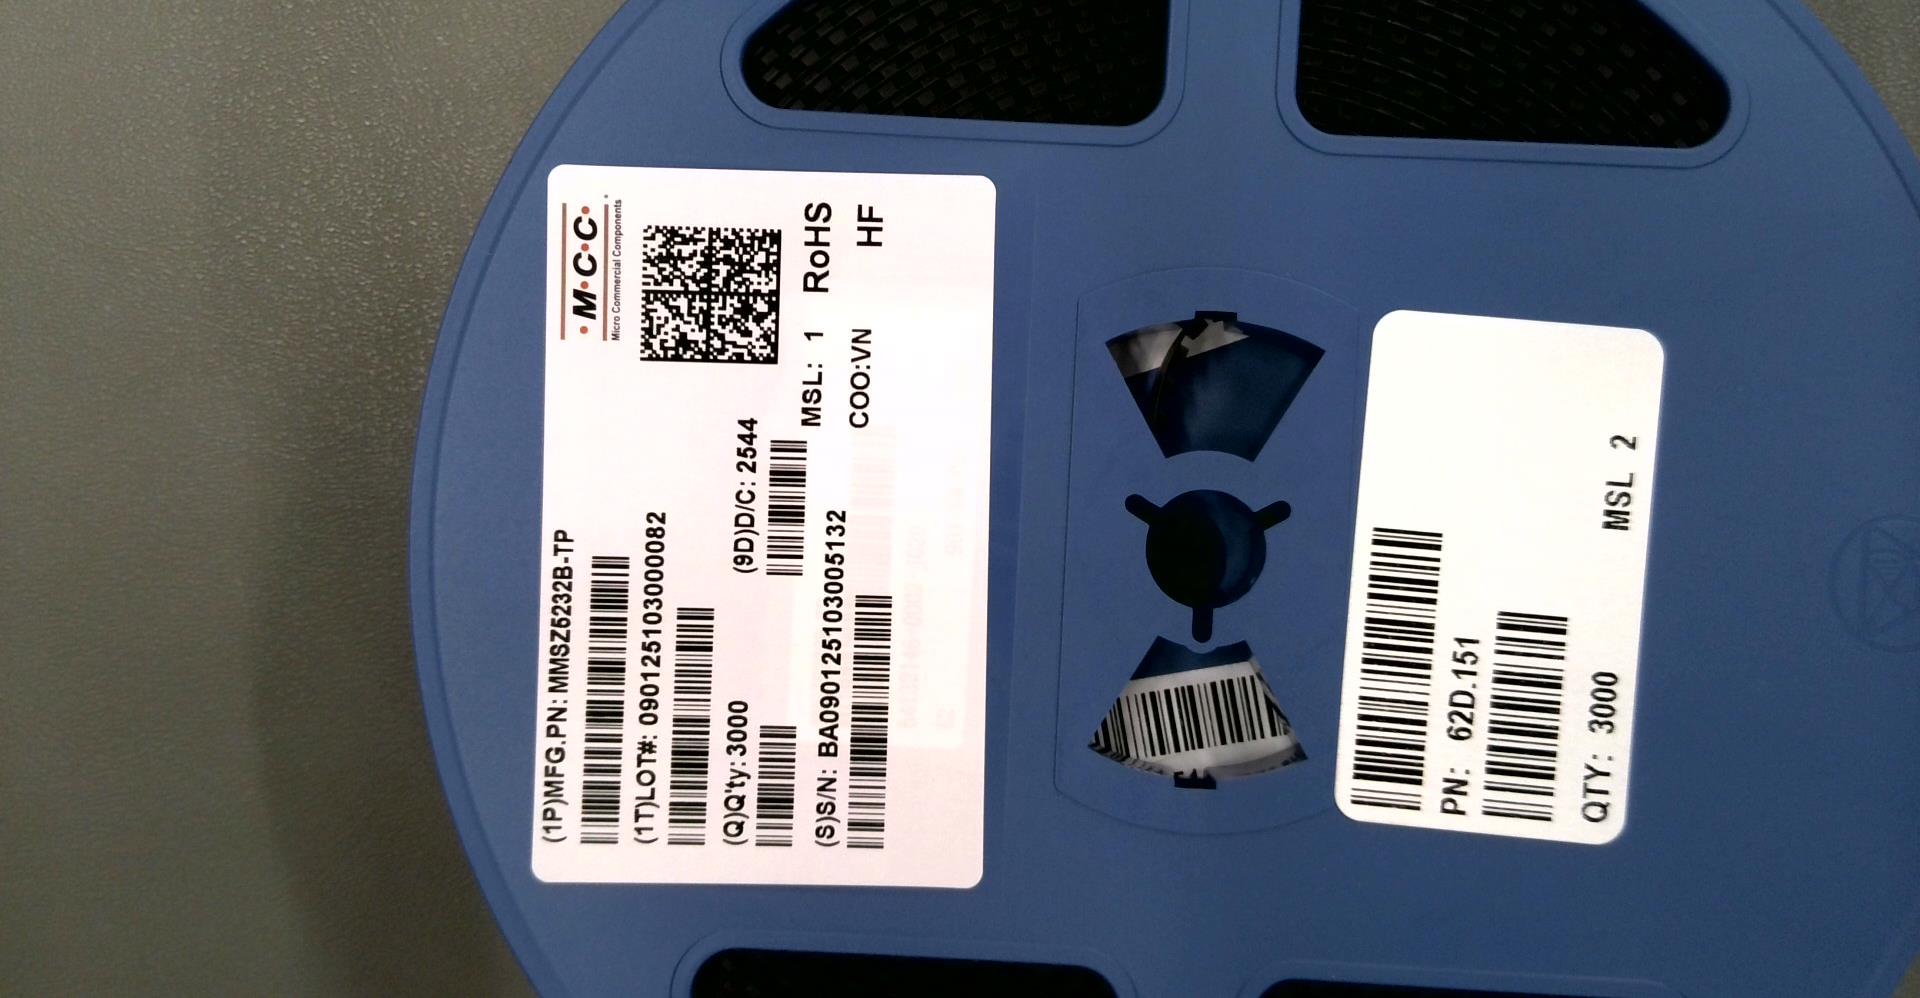 M·C·C
Micro Commercial Components
(1P)MFG.PN: MMSZ5232B-TP
(1T)LOT#: 0901251030000082
(Q)Q'ty: 3000
(9D)D/C: 2544
MSL: 1 RoHS
(S)S/N: BA090125103005132
COO:VN HF
PN: 62D.151
QTY: 3000 MSL 2